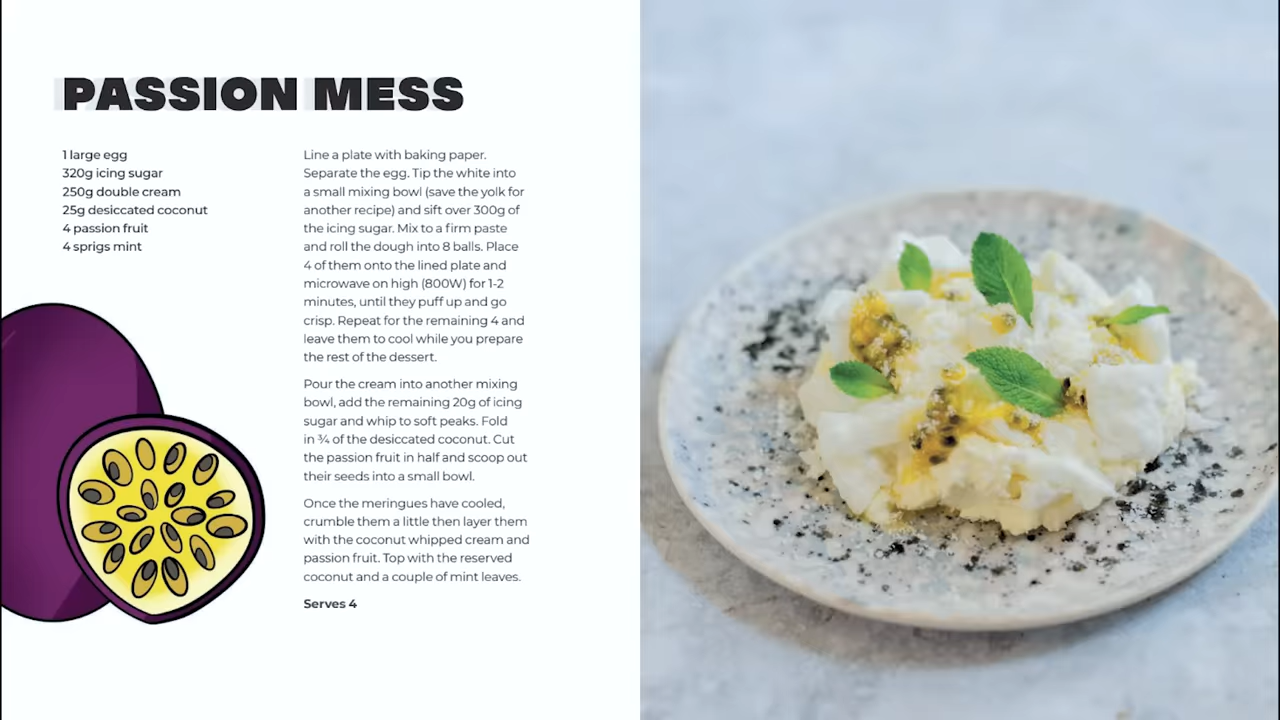 PASSION MESS
1 large egg
320g icing sugar
250g double cream
25g desiccated coconut
4 passion fruit
4 sprigs mint
Line a plate with baking paper.
Separate the egg. Tip the white into
a small mixing bowl (save the yolk for
another recipe) and sift over 300g of
the icing sugar. Mix to a firm paste
and roll the dough into 8 balls. Place
4 of them onto the lined plate and
microwave on high (800W) for 1-2
minutes, until they puff up and go
crisp. Repeat for the remaining 4 and
leave them to cool while you prepare
the rest of the dessert.
Pour the cream into another mixing
bowl, add the remaining 20g of icing
sugar and whip to soft peaks. Fold
in ¾ of the desiccated coconut. Cut
the passion fruit in half and scoop out
their seeds into a small bowl.
Once the meringues have cooled,
crumble them a little then layer them
with the coconut whipped cream and
passion fruit. Top with the reserved
coconut and a couple of mint leaves.
Serves 4